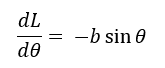 dL/dθ = −b sin θ